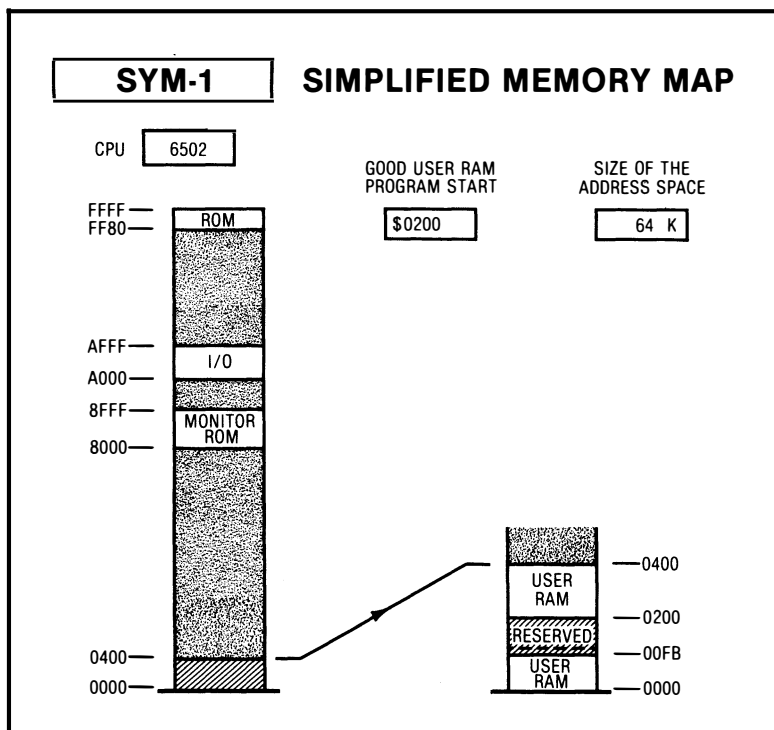 SYM-1 SIMPLIFIED MEMORY MAP
CPU 6502
GOOD USER RAM
PROGRAM START
$0200
SIZE OF THE
ADDRESS SPACE
64 K
FFFF
ROM
FF80
AFFF
I/O
A000
8FFF
MONITOR
ROM
8000
0400
0000
0400
USER
RAM
0200
RESERVED
00FB
USER
RAM
0000